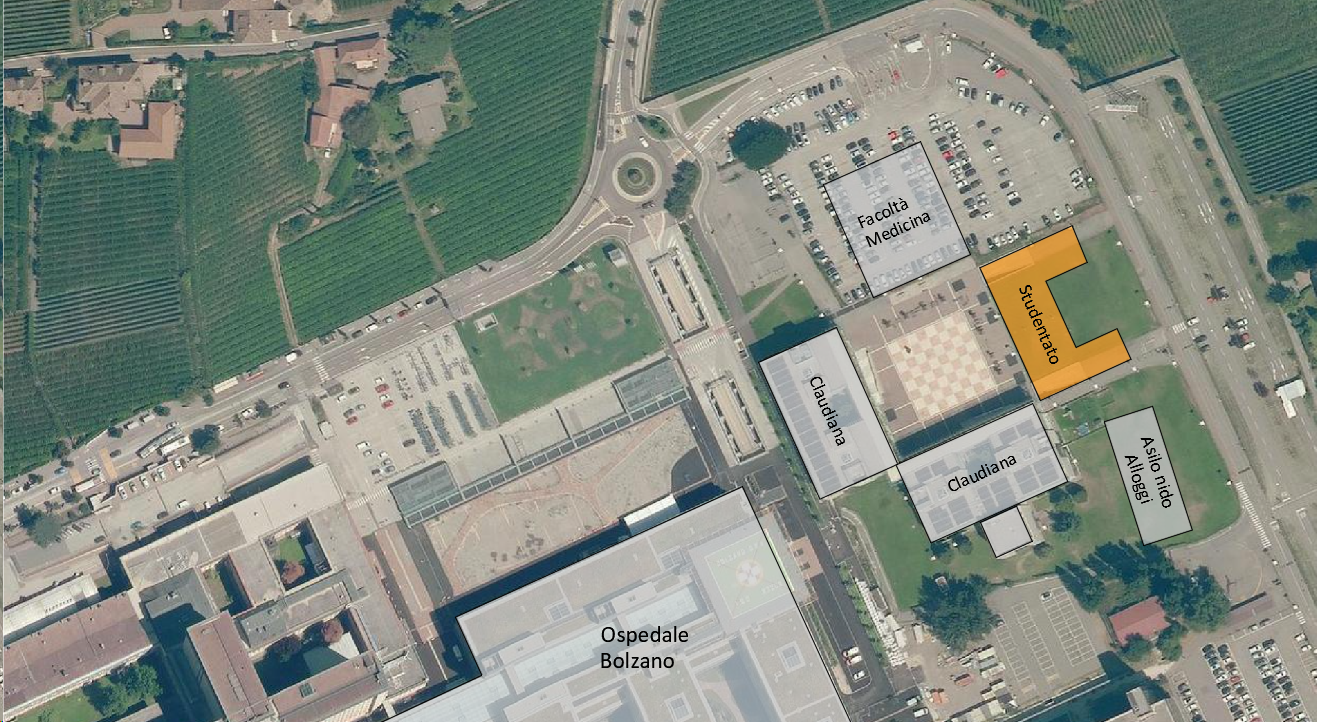 Facoltà
Medicina
Studentato
Claudiana
Claudiana
Asilo nido
Alloggi
Ospedale
Bolzano